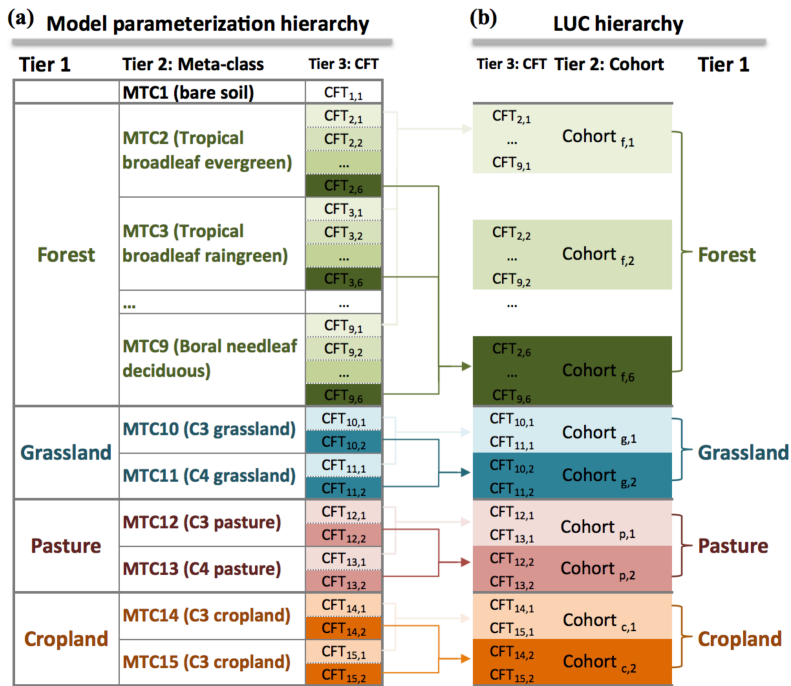 (a) Model parameterization hierarchy
Tier 1 Tier 2: Meta-class Tier 3: CFT
MTC1 (bare soil) CFT1,1
Forest
MTC2 (Tropical
broadleaf evergreen)
CFT2,1
CFT2,2
...
CFT2,6
MTC3 (Tropical
broadleaf raingreen)
CFT3,1
CFT3,2
...
CFT3,6
... ...
MTC9 (Boral needleaf
deciduous)
CFT9,1
CFT9,2
...
CFT9,6
Grassland
MTC10 (C3 grassland)
CFT10,1
CFT10,2
MTC11 (C4 grassland)
CFT11,1
CFT11,2
Pasture
MTC12 (C3 pasture)
CFT12,1
CFT12,2
MTC13 (C4 pasture)
CFT13,1
CFT13,2
Cropland
MTC14 (C3 cropland)
CFT14,1
CFT14,2
MTC15 (C3 cropland)
CFT15,1
CFT15,2
(b) LUC hierarchy
Tier 3: CFT Tier 2: Cohort Tier 1
CFT2,1
...
CFT9,1
Cohort f,1
CFT2,2
...
CFT9,2
Cohort f,2
...
CFT2,6
...
CFT9,6
Cohort f,6
Forest
CFT10,1
CFT11,1
Cohort g,1
CFT10,2
CFT11,2
Cohort g,2
Grassland
CFT12,1
CFT13,1
Cohort p,1
CFT12,2
CFT13,2
Cohort p,2
Pasture
CFT14,1
CFT15,1
Cohort c,1
CFT14,2
CFT15,2
Cohort c,2
Cropland